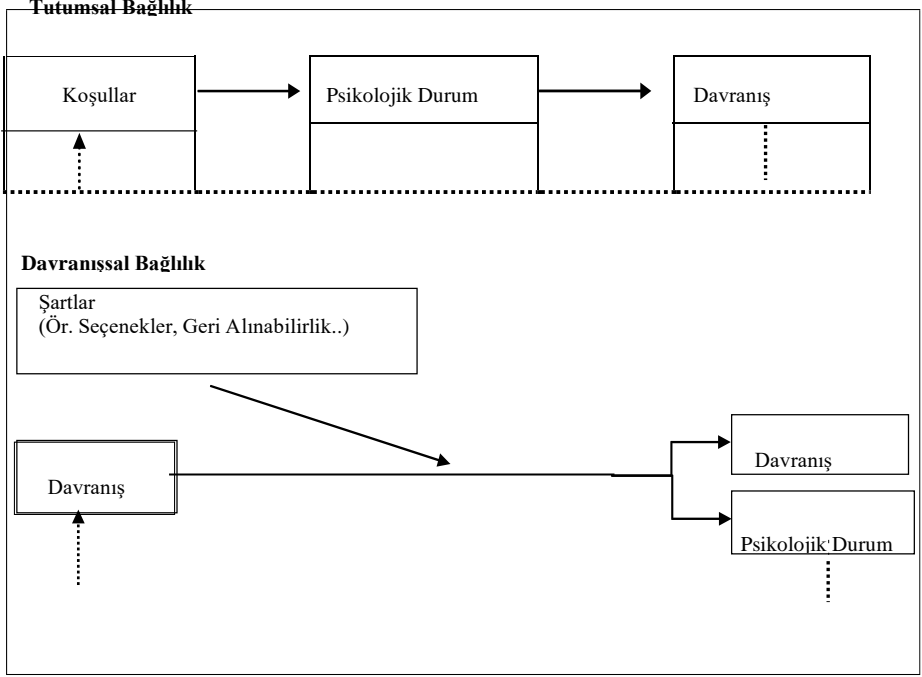 Tutumsal Bağlılık
Koşullar
Psikolojik Durum
Davranış
Davranışsal Bağlılık
Şartlar
(Ör. Seçenekler, Geri Alınabilirlik..)
Davranış
Davranış
Psikolojik Durum